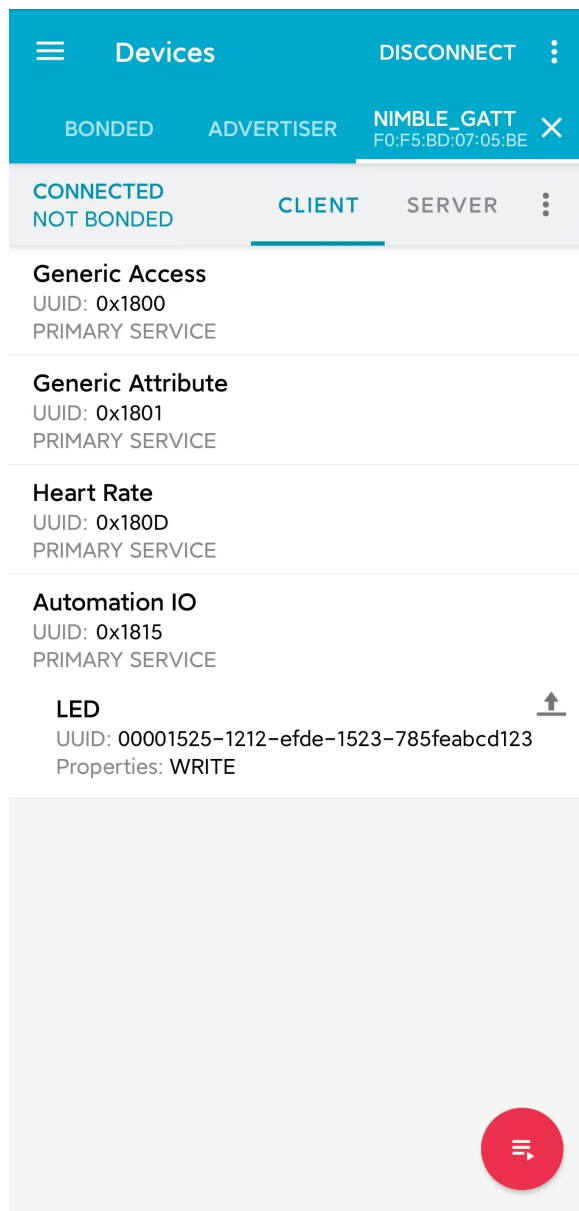 Devices
DISCONNECT
BONDED
ADVERTISER
NIMBLE_GATT
F0:F5:BD:07:05:BE
CONNECTED
NOT BONDED
CLIENT
SERVER
Generic Access
UUID: 0x1800
PRIMARY SERVICE
Generic Attribute
UUID: 0x1801
PRIMARY SERVICE
Heart Rate
UUID: 0x180D
PRIMARY SERVICE
Automation IO
UUID: 0x1815
PRIMARY SERVICE
LED
UUID: 00001525-1212-efde-1523-785feabcd123
Properties: WRITE